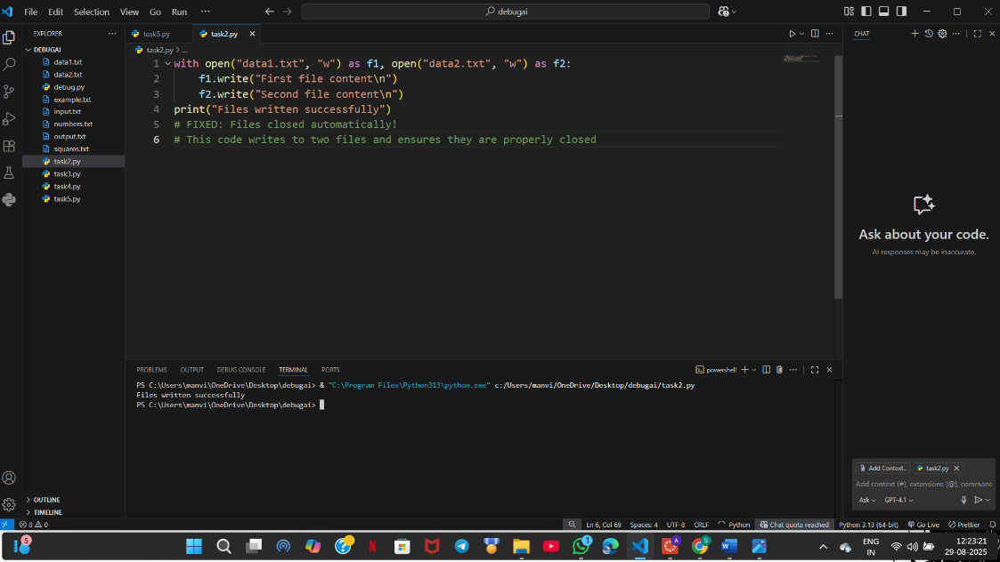 File Edit Selection View Go Run ···
debugai
EXPLORER ···
DEBUGAI
data1.txt
data2.txt
debug.py
example.txt
input.txt
numbers.txt
output.txt
squares.txt
task2.py
task3.py
task4.py
task5.py
OUTLINE
TIMELINE
task5.py task2.py
task2.py > ...
1 with open("data1.txt", "w") as f1, open("data2.txt", "w") as f2:
2 f1.write("First file content\n")
3 f2.write("Second file content\n")
4 print("Files written successfully")
5 # FIXED: Files closed automatically!
6 # This code writes to two files and ensures they are properly closed
PROBLEMS OUTPUT DEBUG CONSOLE TERMINAL PORTS
powershell
PS C:\Users\manvi\OneDrive\Desktop\debugai> & "C:\Program Files\Python313\python.exe" c:/Users/manvi/OneDrive/Desktop/debugai/task2.py
Files written successfully
PS C:\Users\manvi\OneDrive\Desktop\debugai>
CHAT
Ask about your code.
AI responses may be inaccurate.
Add Context... task2.py
Add context (#), extensions (@), commanc
Ask GPT-4.1
0 0 Ln 6, Col 69 Spaces: 4 UTF-8 CRLF Python Chat quota reached Python 3.13 (64-bit) Go Live Prettier
5
1
A
S
ENG
IN
12:23:21
29-08-2025